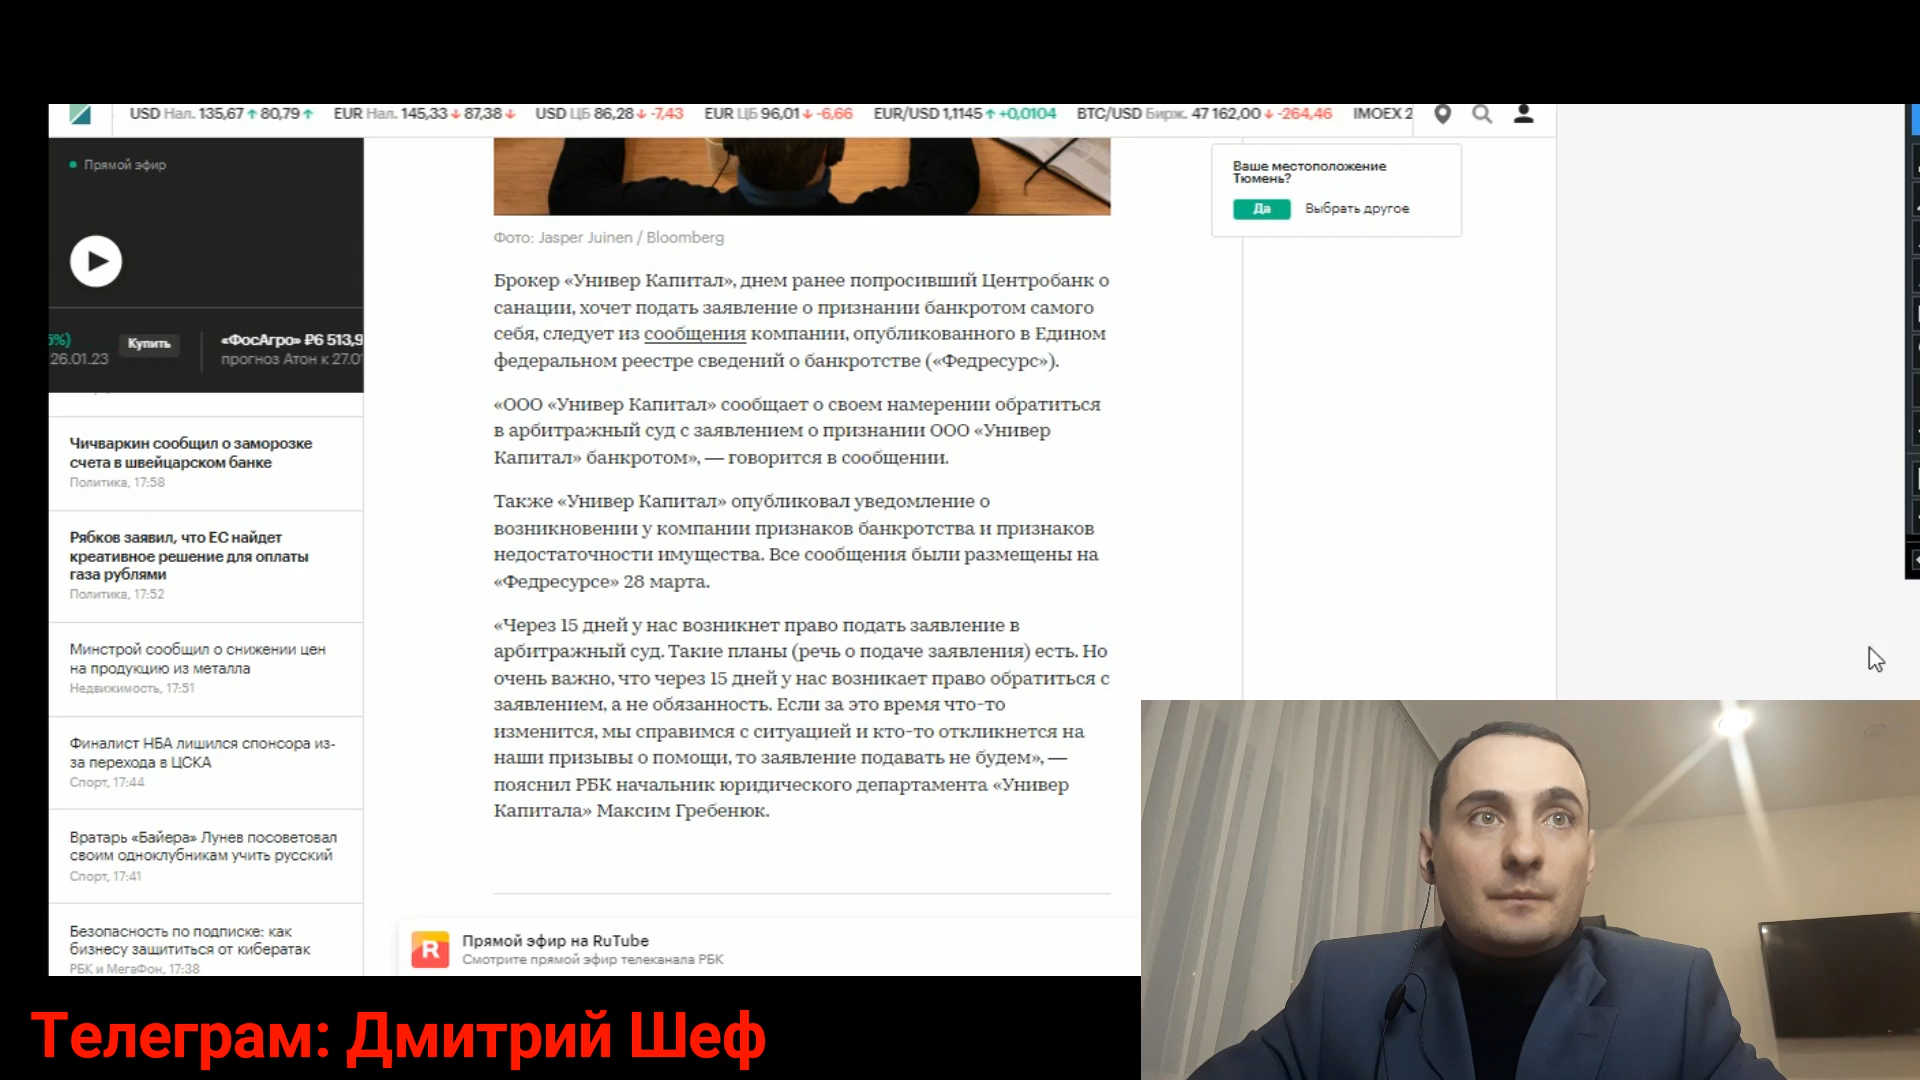 USD Нал. 135,67 80,79 EUR Нал. 145,33 87,38 USD ЦБ 86,28 -7,43 EUR ЦБ 96,01 -6,66 EUR/USD 1,1145 +0,0104 BTC/USD Бирж. 47 162,00 -264,46 IMOEX 2
Прямой эфир
Купить
26.01.23
«ФосАгро» ₽6 513,9
прогноз Атон к 27.0
Чичваркин сообщил о заморозке
счета в швейцарском банке
Политика, 17:58
Рябков заявил, что ЕС найдет
креативное решение для оплаты
газа рублями
Политика, 17:52
Минстрой сообщил о снижении цен
на продукцию из металла
Недвижимость, 17:51
Финалист НБА лишился спонсора из-
за перехода в ЦСКА
Спорт, 17:44
Вратарь «Байера» Лунев посоветовал
своим одноклубникам учить русский
Спорт, 17:41
Безопасность по подписке: как
бизнесу защититься от кибератак
РБК и МегаФон, 17:38
Фото: Jasper Juinen / Bloomberg
Брокер «Универ Капитал», днем ранее попросивший Центробанк о
санации, хочет подать заявление о признании банкротом самого
себя, следует из сообщения компании, опубликованного в Едином
федеральном реестре сведений о банкротстве («Федресурс»).
«ООО «Универ Капитал» сообщает о своем намерении обратиться
в арбитражный суд с заявлением о признании ООО «Универ
Капитал» банкротом», — говорится в сообщении.
Также «Универ Капитал» опубликовал уведомление о
возникновении у компании признаков банкротства и признаков
недостаточности имущества. Все сообщения были размещены на
«Федресурсе» 28 марта.
«Через 15 дней у нас возникнет право подать заявление в
арбитражный суд. Такие планы (речь о подаче заявления) есть. Но
очень важно, что через 15 дней у нас возникает право обратиться с
заявлением, а не обязанность. Если за это время что-то
изменится, мы справимся с ситуацией и кто-то откликнется на
наши призывы о помощи, то заявление подавать не будем», —
пояснил РБК начальник юридического департамента «Универ
Капитала» Максим Гребенюк.
Ваше местоположение
Тюмень?
Да Выбрать другое
R
Прямой эфир на RuTube
Смотрите прямой эфир телеканала РБК
Телеграм: Дмитрий Шеф